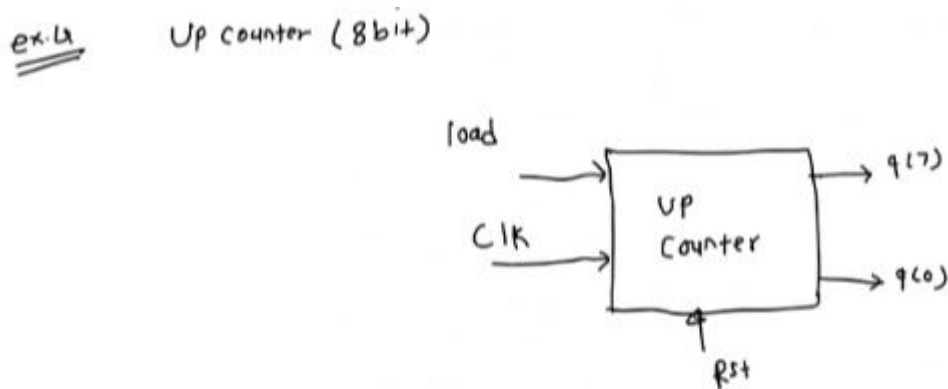 ex.4 Up counter (8bit)
load
q(7)
UP
Counter
Clk
q(0)
Rst